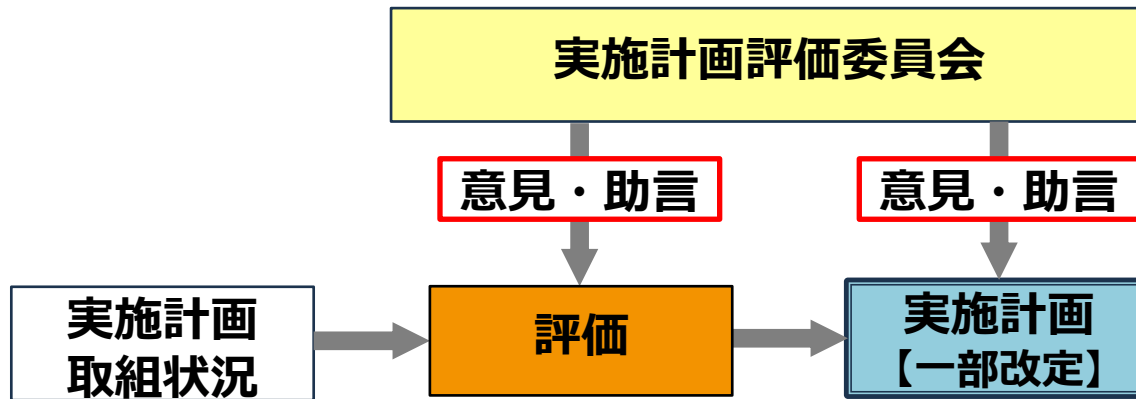 実施計画評価委員会
意見・助言
意見・助言
実施計画
取組状況
評価
実施計画
【一部改定】